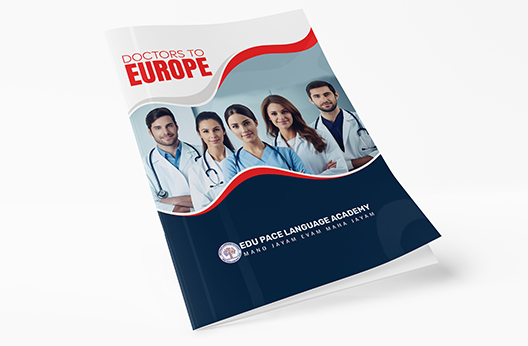 DOCTORS TO
EUROPE
EDU PACE LANGUAGE ACADEMY
MANO JAYAM EVAM MAHA JAYAM